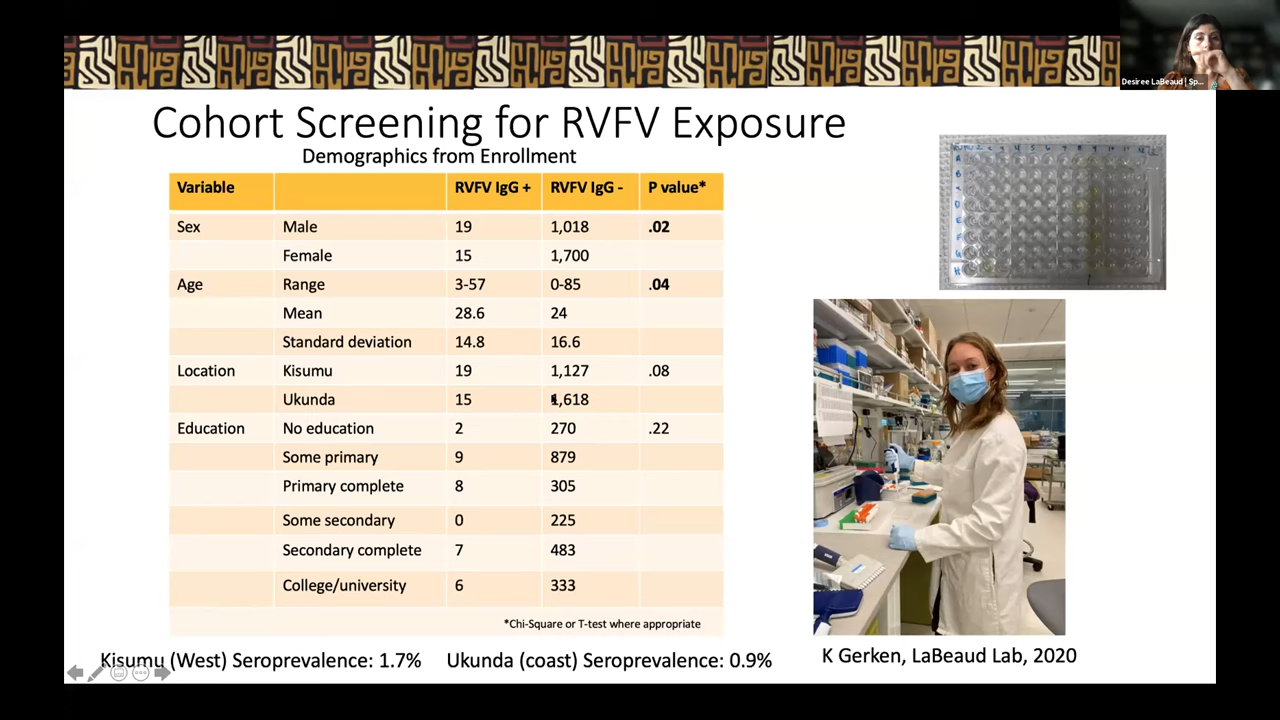 Desiree LaBeaud | Sp...
Cohort Screening for RVFV Exposure
Demographics from Enrollment
Variable RVFV IgG + RVFV IgG - P value*
Sex Male 19 1,018 .02
Female 15 1,700
Age Range 3-57 0-85 .04
Mean 28.6 24
Standard deviation 14.8 16.6
Location Kisumu 19 1,127 .08
Ukunda 15 1,618
Education No education 2 270 .22
Some primary 9 879
Primary complete 8 305
Some secondary 0 225
Secondary complete 7 483
College/university 6 333
*Chi-Square or T-test where appropriate
Kisumu (West) Seroprevalence: 1.7% Ukunda (coast) Seroprevalence: 0.9%
K Gerken, LaBeaud Lab, 2020